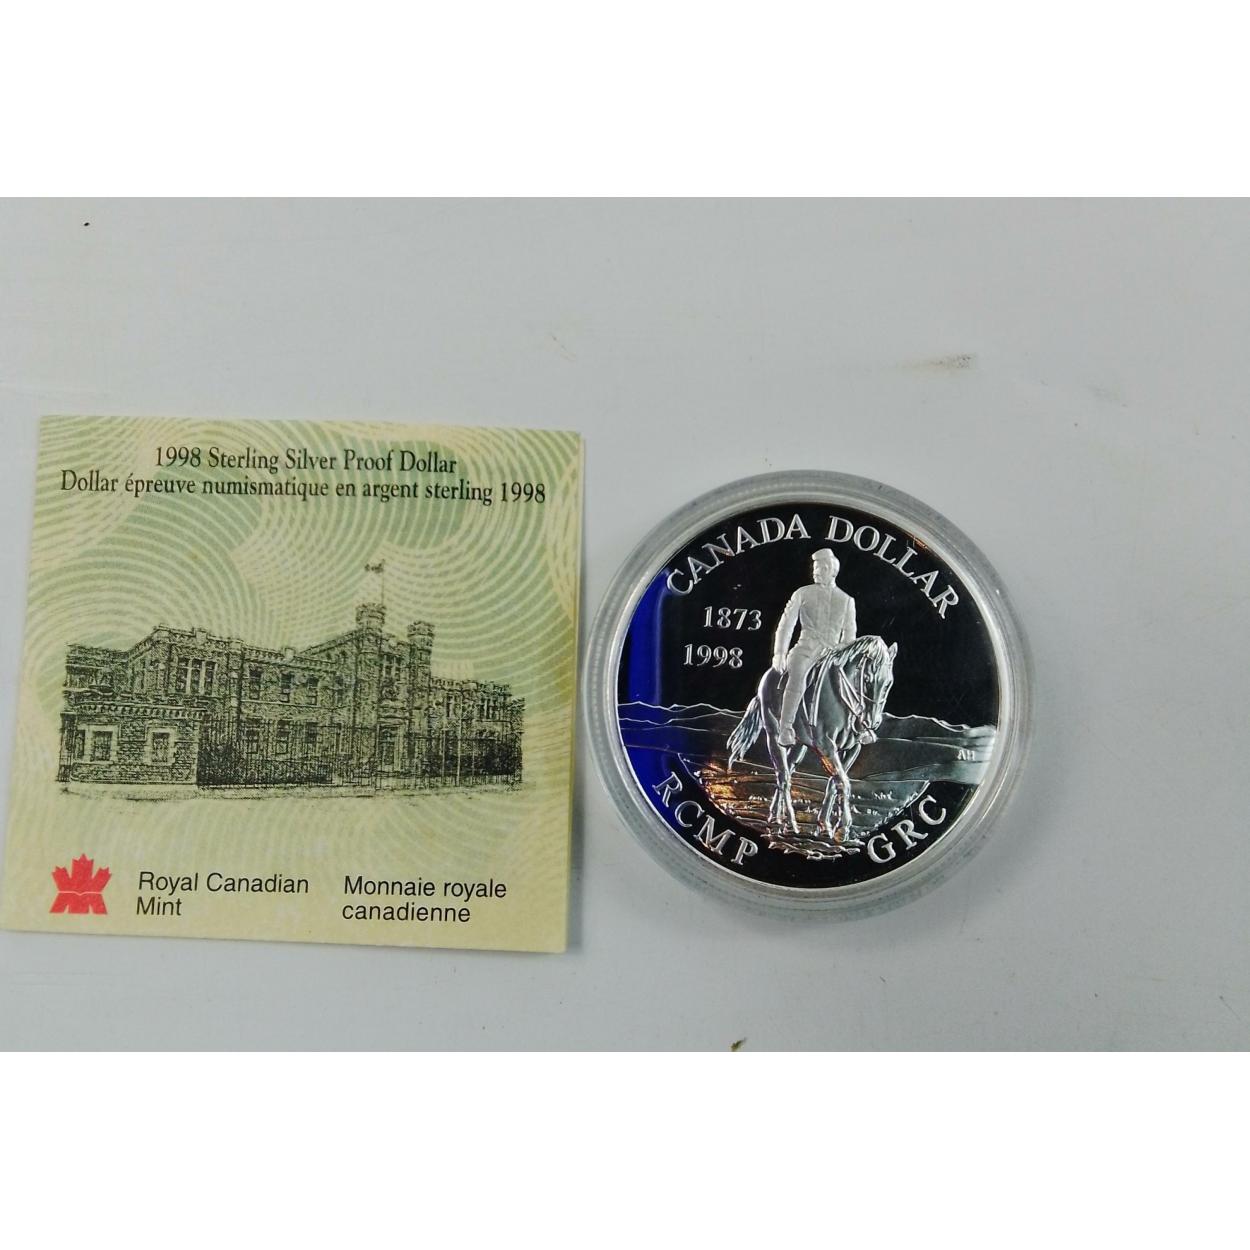 1998 Sterling Silver Proof Dollar
Dollar épreuve numismatique en argent sterling 1998
Royal Canadian
Mint
Monnaie royale
canadienne
CANADA DOLLAR
1873
1998
AH
RCMP GRC